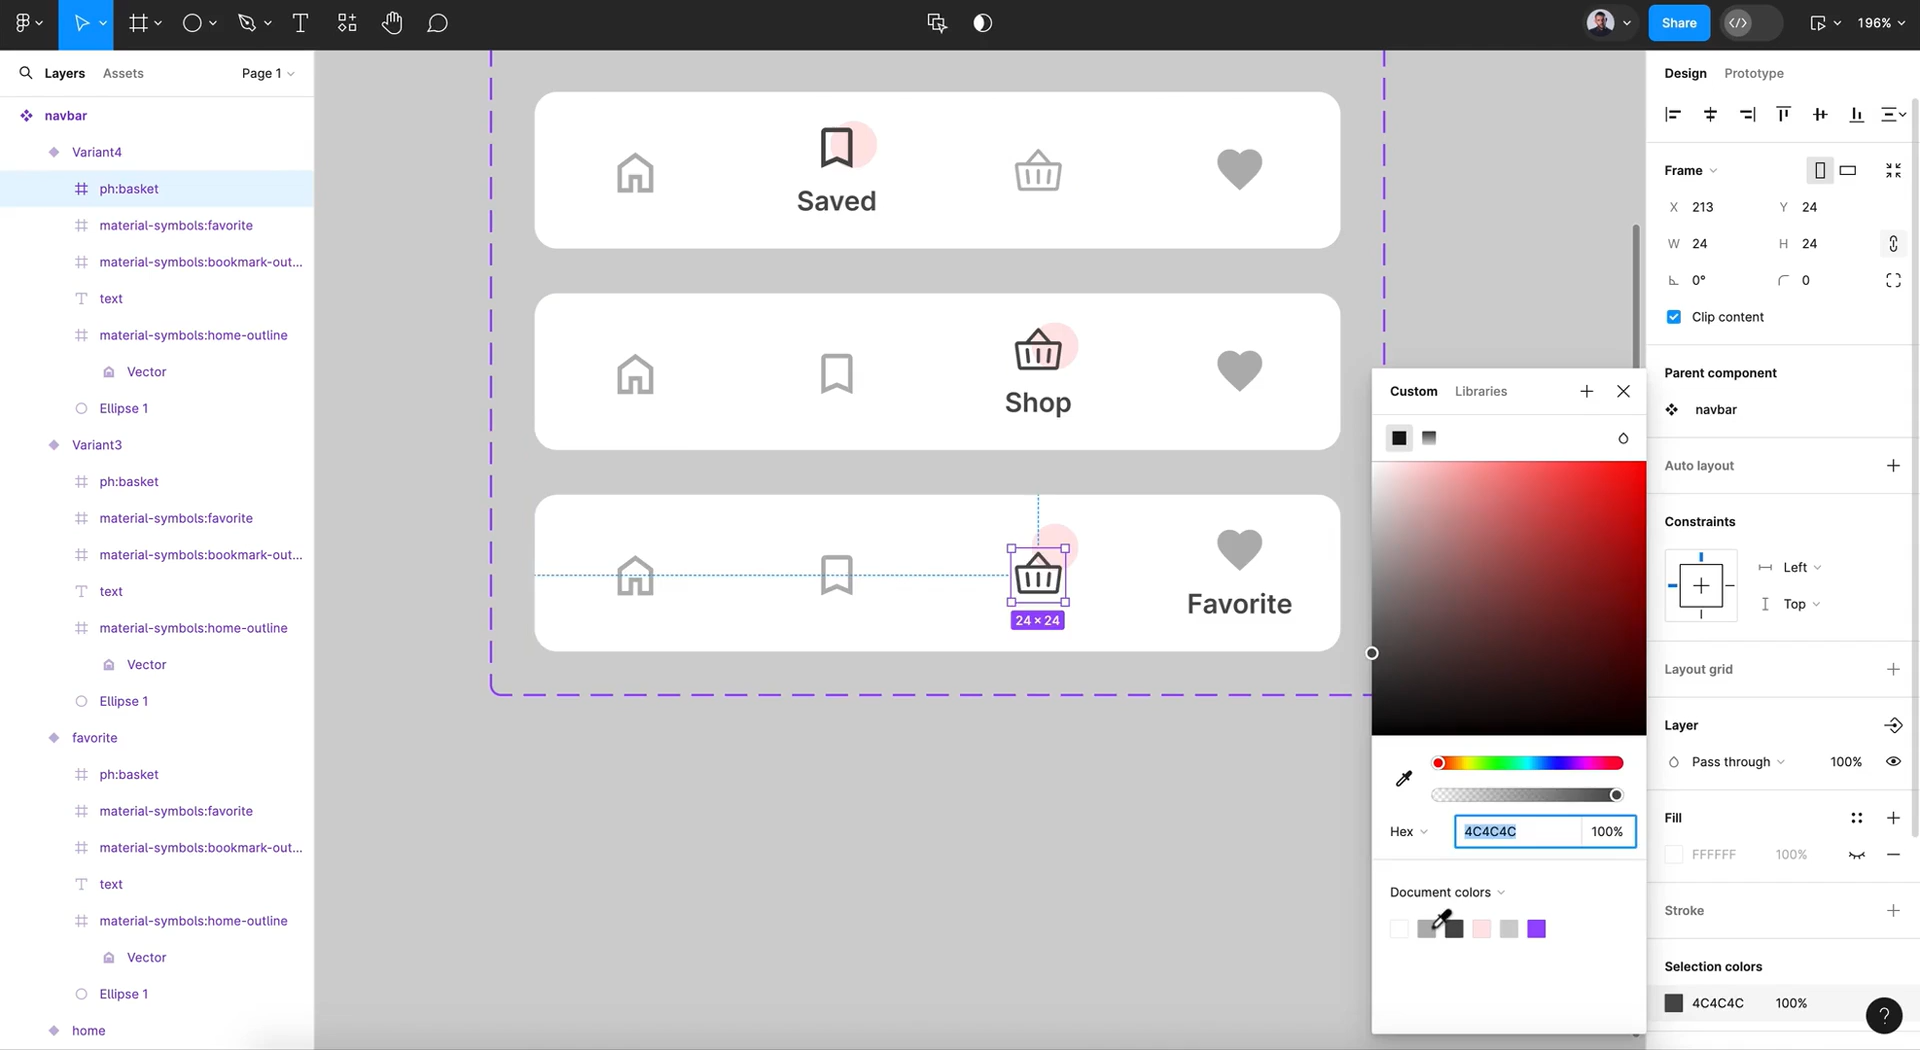 Share
196%
Layers
Assets
Page 1
navbar
Variant4
ph:basket
material-symbols:favorite
material-symbols:bookmark-out...
text
material-symbols:home-outline
Vector
Ellipse 1
Variant3
ph:basket
material-symbols:favorite
material-symbols:bookmark-out...
text
material-symbols:home-outline
Vector
Ellipse 1
favorite
ph:basket
material-symbols:favorite
material-symbols:bookmark-out...
text
material-symbols:home-outline
Vector
Ellipse 1
home
Saved
Shop
Favorite
24 × 24
Custom
Libraries
Hex
4C4C4C
100%
Document colors
Design
Prototype
Frame
X 213
Y 24
W 24
H 24
0°
0
Clip content
Parent component
navbar
Auto layout
Constraints
Left
Top
Layout grid
Layer
Pass through
100%
Fill
FFFFFF
100%
Stroke
Selection colors
4C4C4C
100%
?